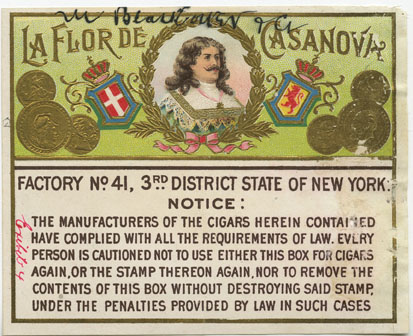 LA FLOR DE CASANOVA
FACTORY Nº 41, 3RD DISTRICT STATE OF NEW YORK.
NOTICE:
THE MANUFACTURERS OF THE CIGARS HEREIN CONTAINED
HAVE COMPLIED WITH ALL THE REQUIREMENTS OF LAW. EVERY
PERSON IS CAUTIONED NOT TO USE EITHER THIS BOX FOR CIGARS
AGAIN, OR THE STAMP THEREON AGAIN, NOR TO REMOVE THE
CONTENTS OF THIS BOX WITHOUT DESTROYING SAID STAMP,
UNDER THE PENALTIES PROVIDED BY LAW IN SUCH CASES